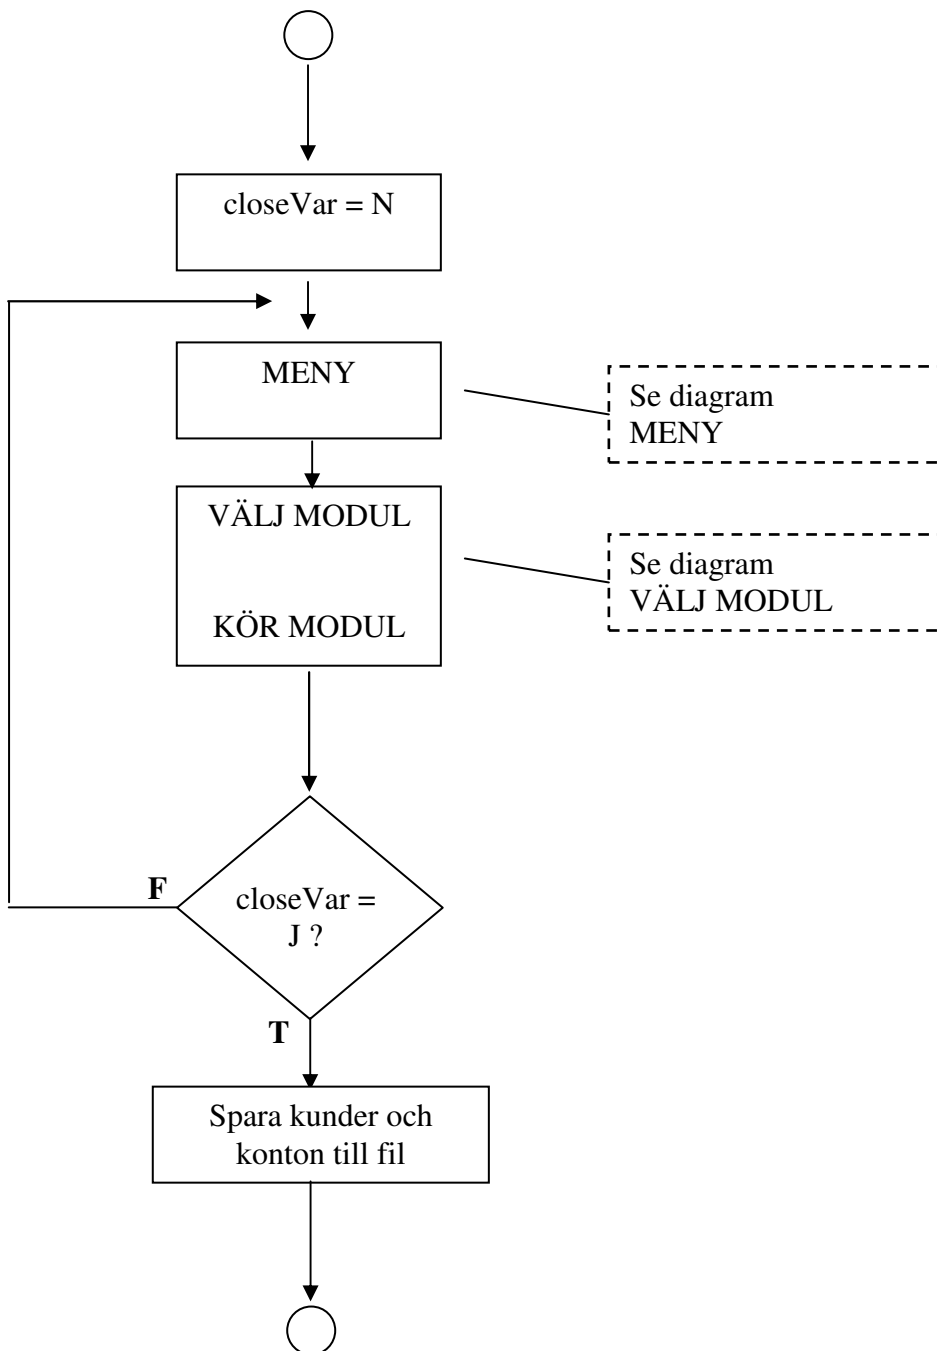 closeVar = N
MENY
Se diagram
MENY
VÄLJ MODUL
KÖR MODUL
Se diagram
VÄLJ MODUL
F
closeVar =
J ?
T
Spara kunder och
konton till fil